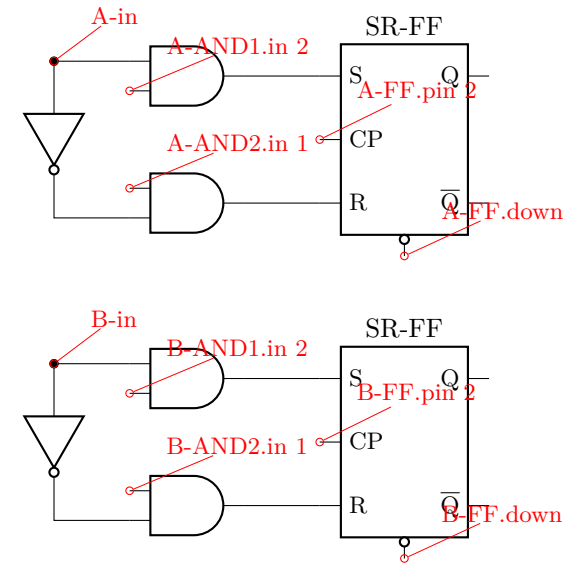 A-in
SR-FF
A-AND1.in 2
S
Q
A-FF.pin 2
CP
A-AND2.in 1
R
Q̅
A-FF.down
B-in
SR-FF
B-AND1.in 2
S
Q
B-FF.pin 2
CP
B-AND2.in 1
R
Q̅
B-FF.down